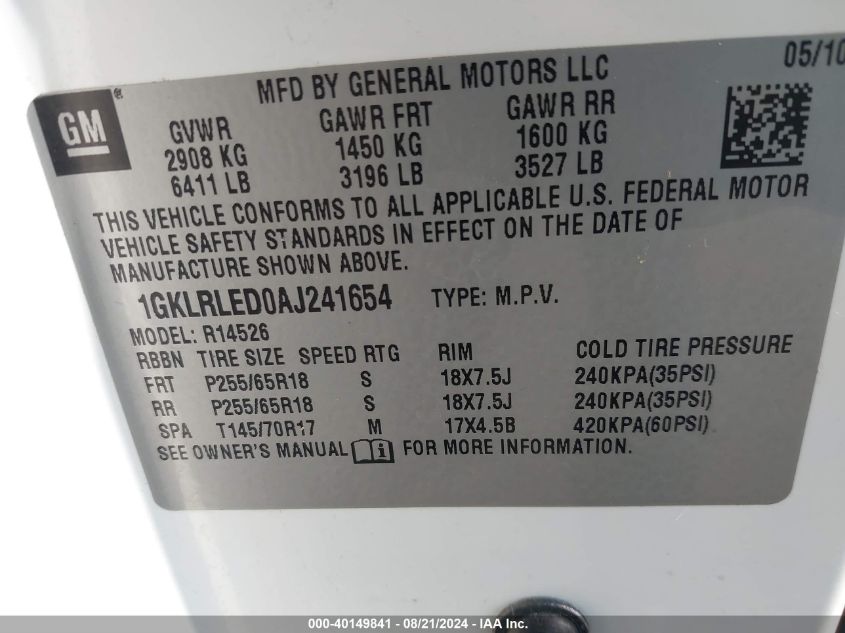 05/10
MFD BY GENERAL MOTORS LLC
GM®
GVWR GAWR FRT GAWR RR
2908 KG 1450 KG 1600 KG
6411 LB 3196 LB 3527 LB
THIS VEHICLE CONFORMS TO ALL APPLICABLE U.S. FEDERAL MOTOR
VEHICLE SAFETY STANDARDS IN EFFECT ON THE DATE OF
MANUFACTURE SHOWN ABOVE.
1GKLRLED0AJ241654 TYPE: M.P.V.
MODEL: R14526
RBBN TIRE SIZE SPEED RTG RIM COLD TIRE PRESSURE
FRT P255/65R18 S 18X7.5J 240KPA(35PSI)
RR P255/65R18 S 18X7.5J 240KPA(35PSI)
SPA T145/70R17 M 17X4.5B 420KPA(60PSI)
SEE OWNER'S MANUAL i FOR MORE INFORMATION.
000-40149841 - 08/21/2024 - IAA Inc.